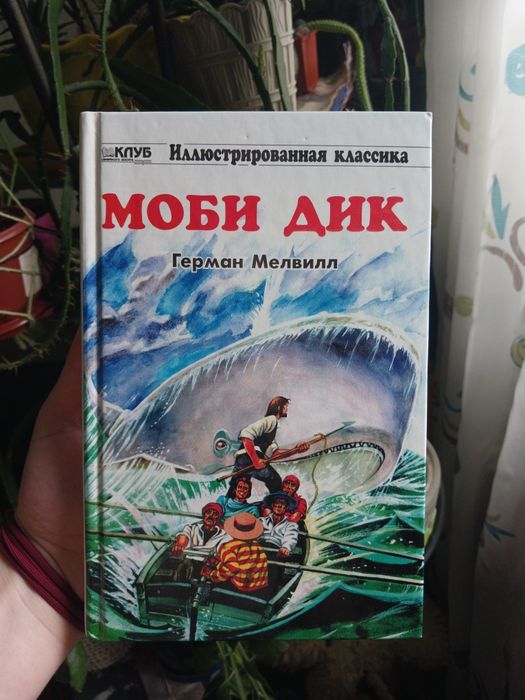 КЛУБ
Иллюстрированная классика
МОБИ ДИК
Герман Мелвилл